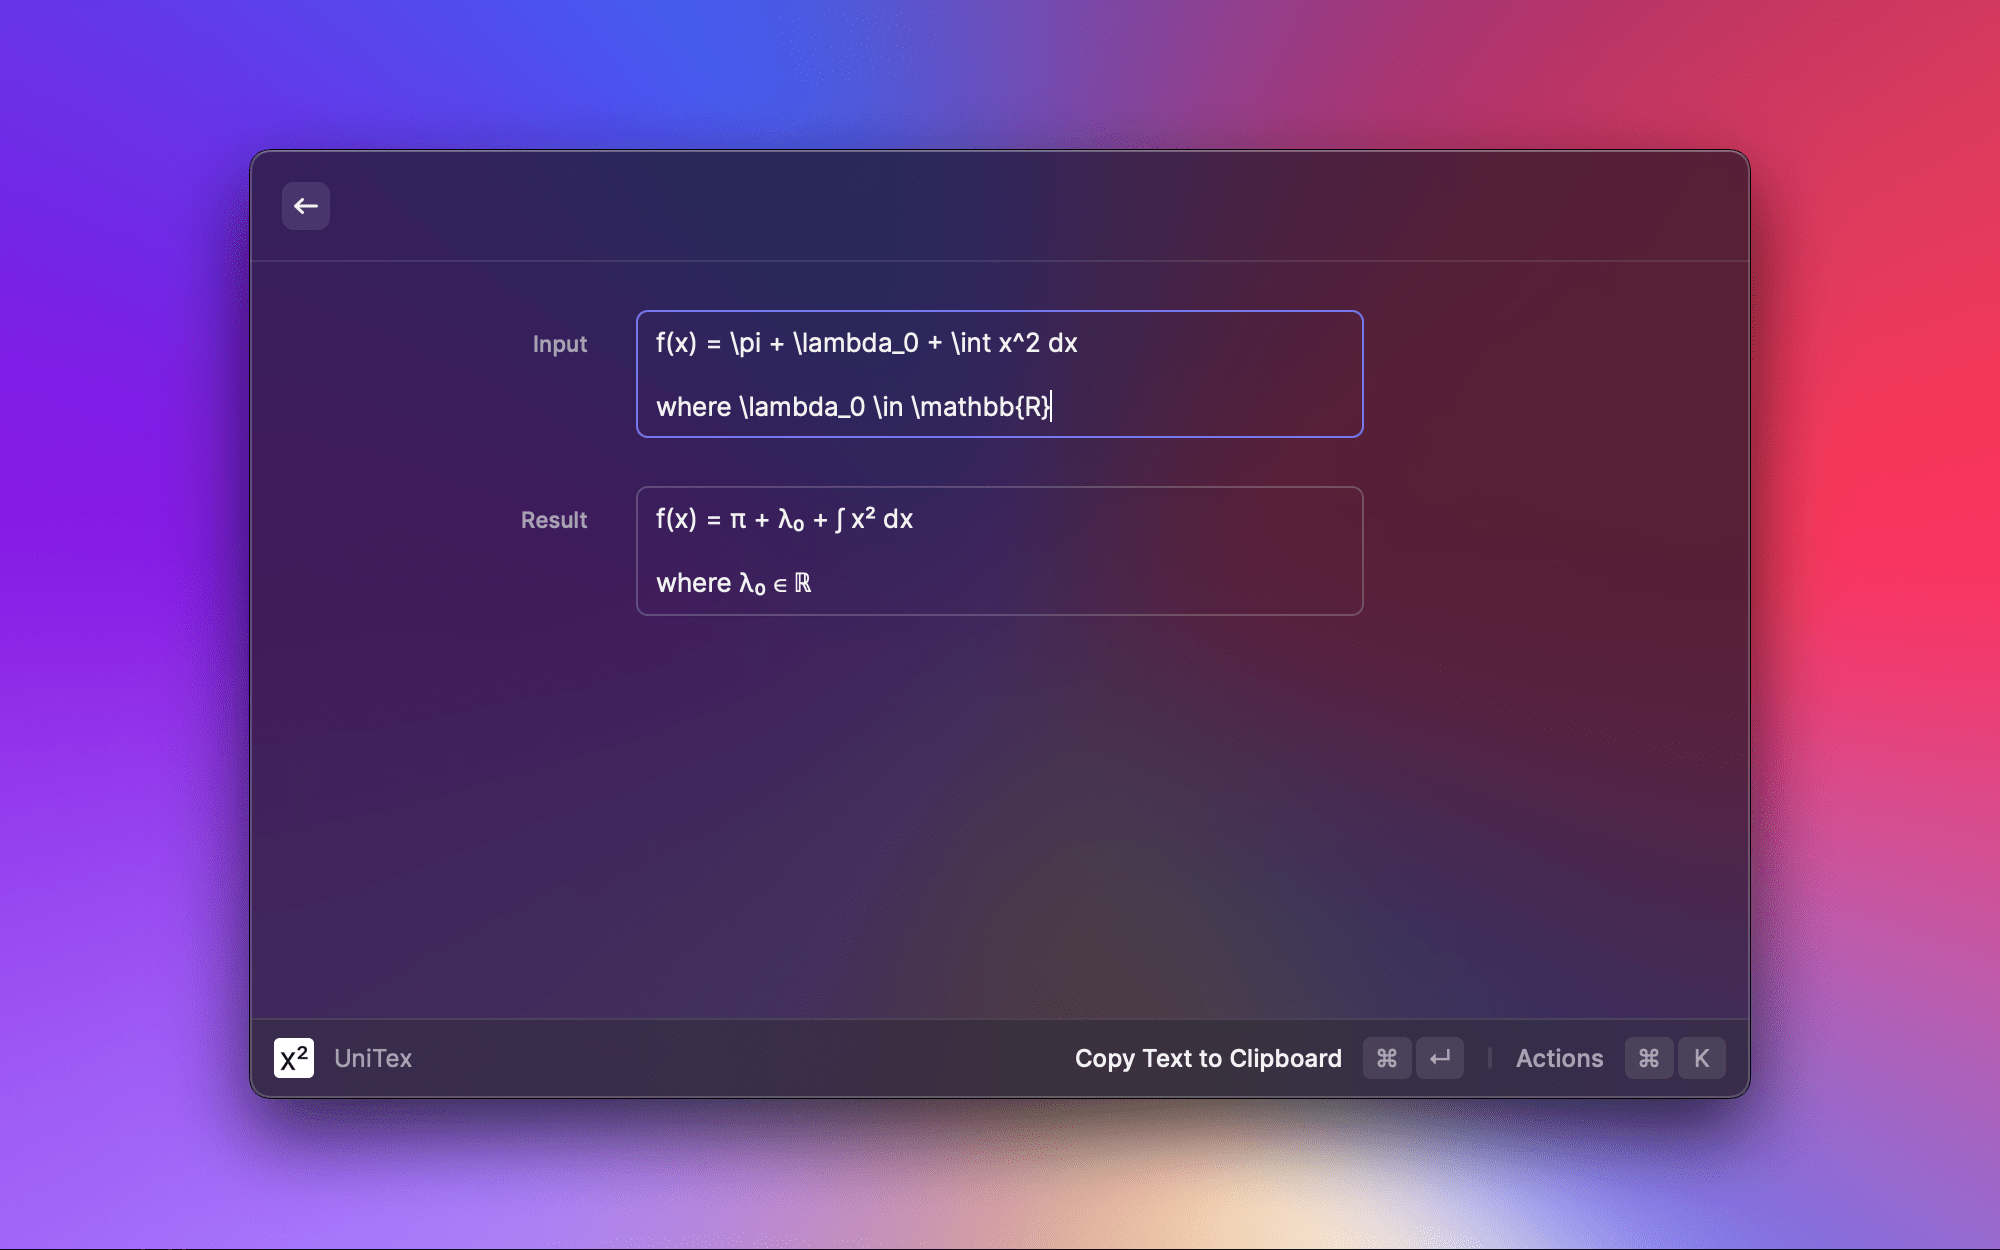 Input
f(x) = \pi + \lambda_0 + \int x^2 dx
where \lambda_0 \in \mathbb{R}
Result
f(x) = π + λ₀ + ∫ x² dx
where λ₀ ∈ ℝ
x² UniTex Copy Text to Clipboard ⌘ ↵ Actions ⌘ K